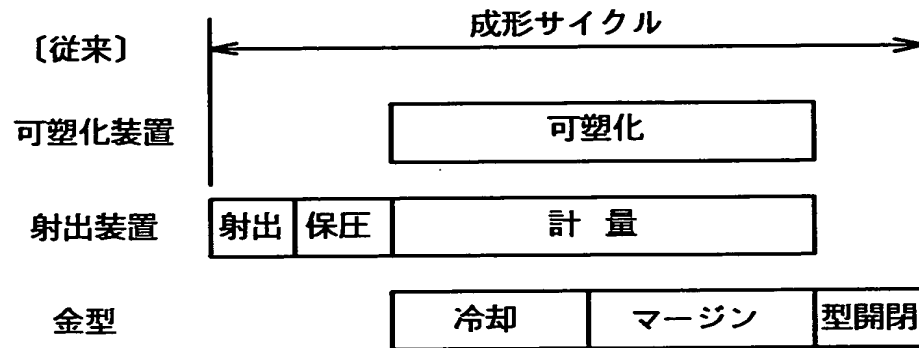 〔従来〕 成形サイクル
可塑化装置 可塑化
射出装置 射出 保圧 計量
金型 冷却 マージン 型開閉